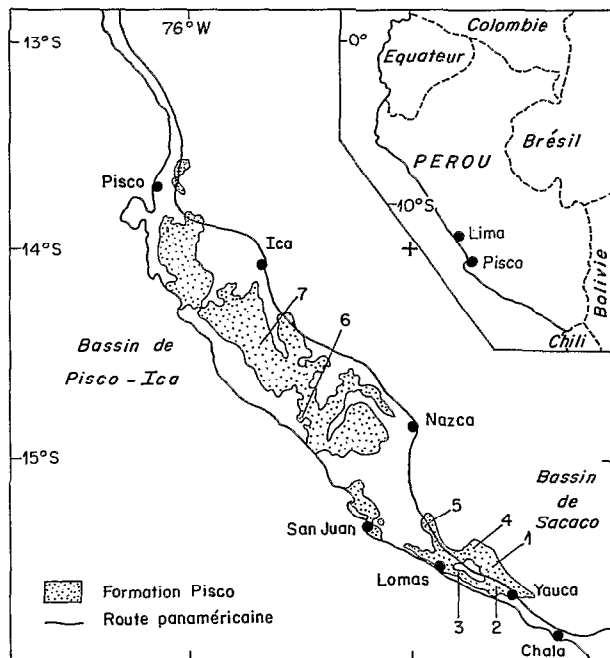 76°W
13°S
0°
Colombie
Equateur
Brésil
PEROU
Pisco
10°S
Lima
Pisco
Bolivie
Chili
14°S
Ica
7
6
Bassin de
Pisco - Ica
Nazca
15°S
Bassin
de
Sacaco
5
4
1
San Juan
Lomas
Yauca
3
2
Chala
Formation Pisco
Route panaméricaine